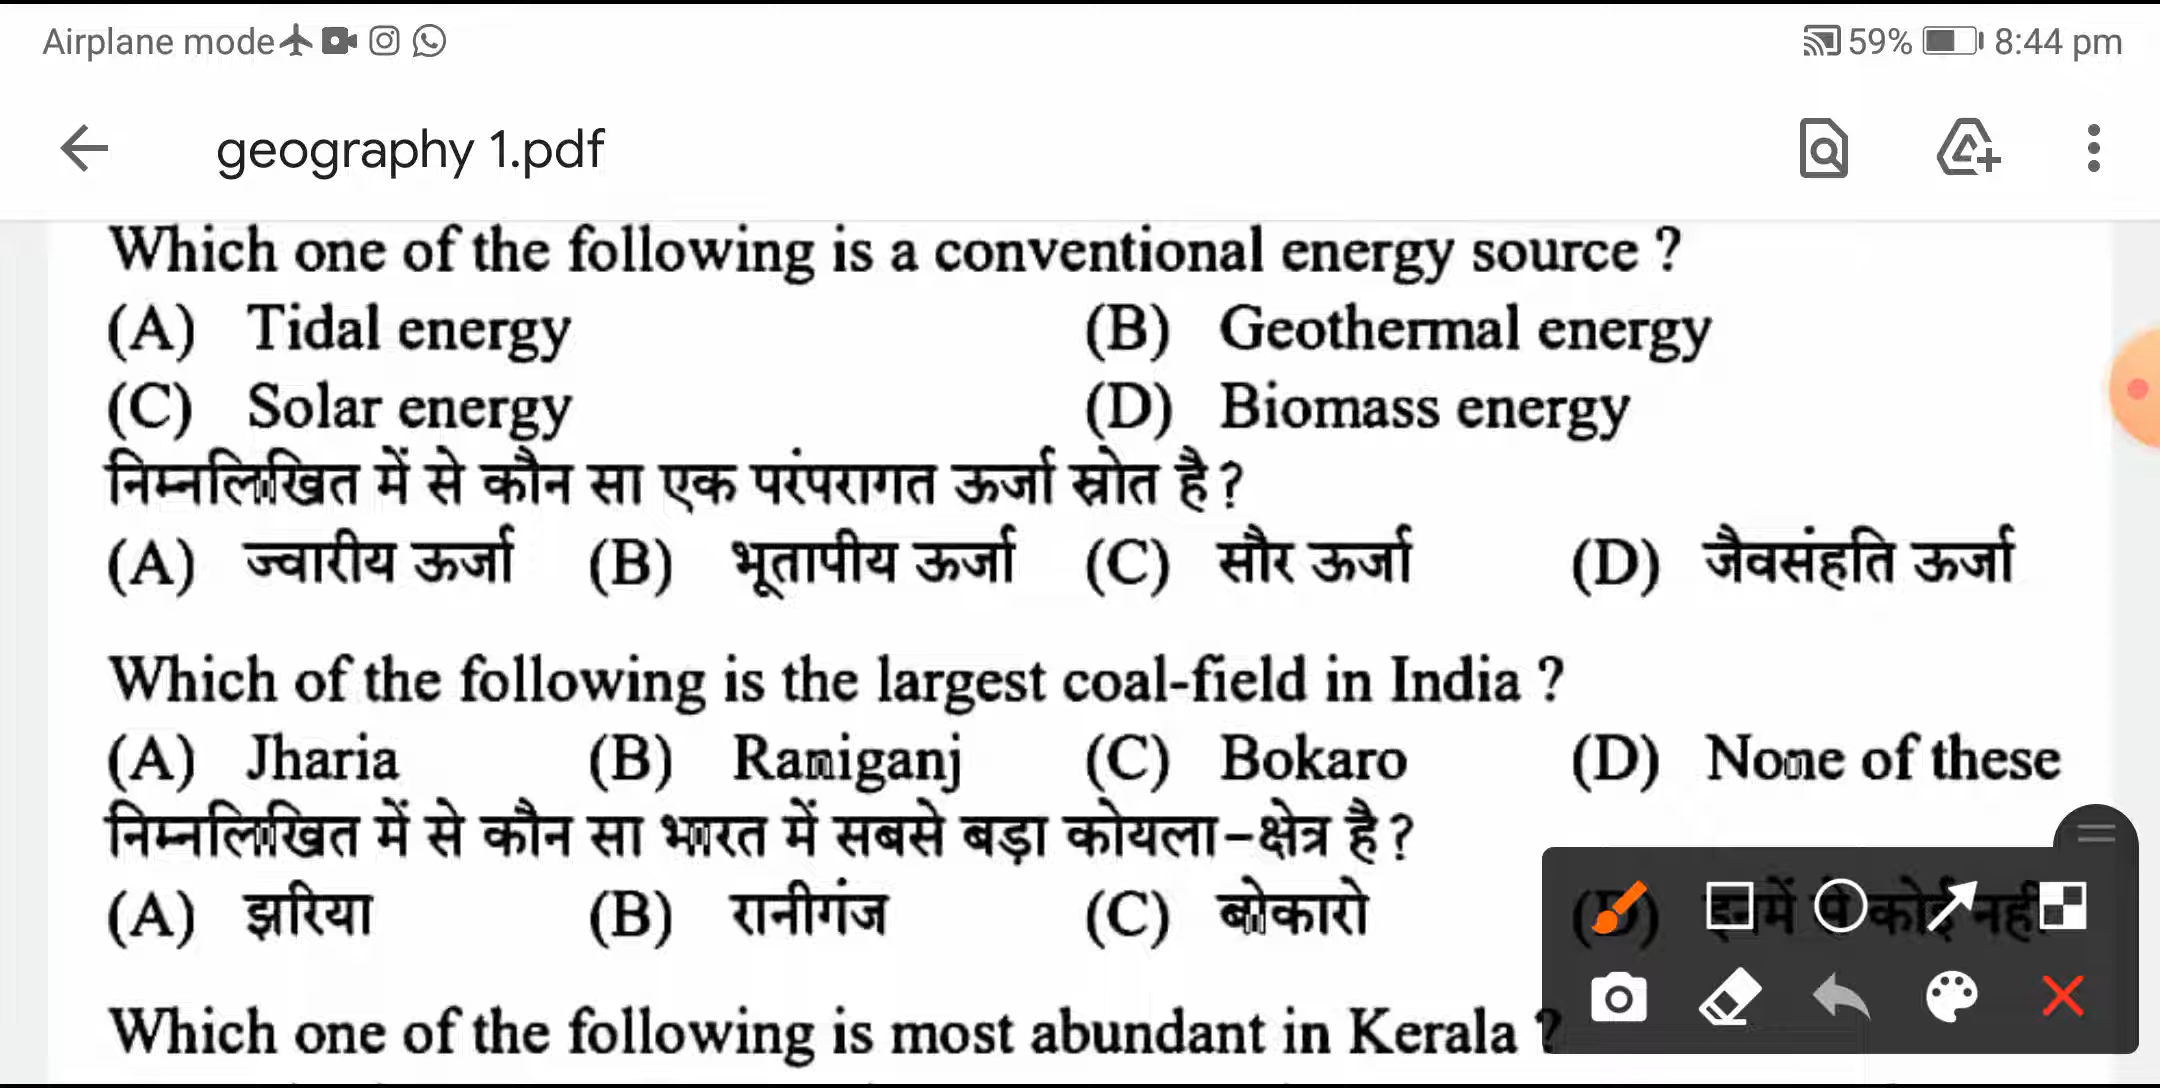 Airplane mode 59% 8:44 pm
geography 1.pdf
Which one of the following is a conventional energy source ?
(A) Tidal energy (B) Geothermal energy
(C) Solar energy (D) Biomass energy
निम्नलिखित में से कौन सा एक परंपरागत ऊर्जा स्रोत है ?
(A) ज्वारीय ऊर्जा (B) भूतापीय ऊर्जा (C) सौर ऊर्जा (D) जैवसंहति ऊर्जा
Which of the following is the largest coal-field in India ?
(A) Jharia (B) Raniganj (C) Bokaro (D) None of these
निम्नलिखित में से कौन सा भारत में सबसे बड़ा कोयला-क्षेत्र है ?
(A) झरिया (B) रानीगंज (C) बोकारो (D) इनमें से कोई नहीं
Which one of the following is most abundant in Kerala ?